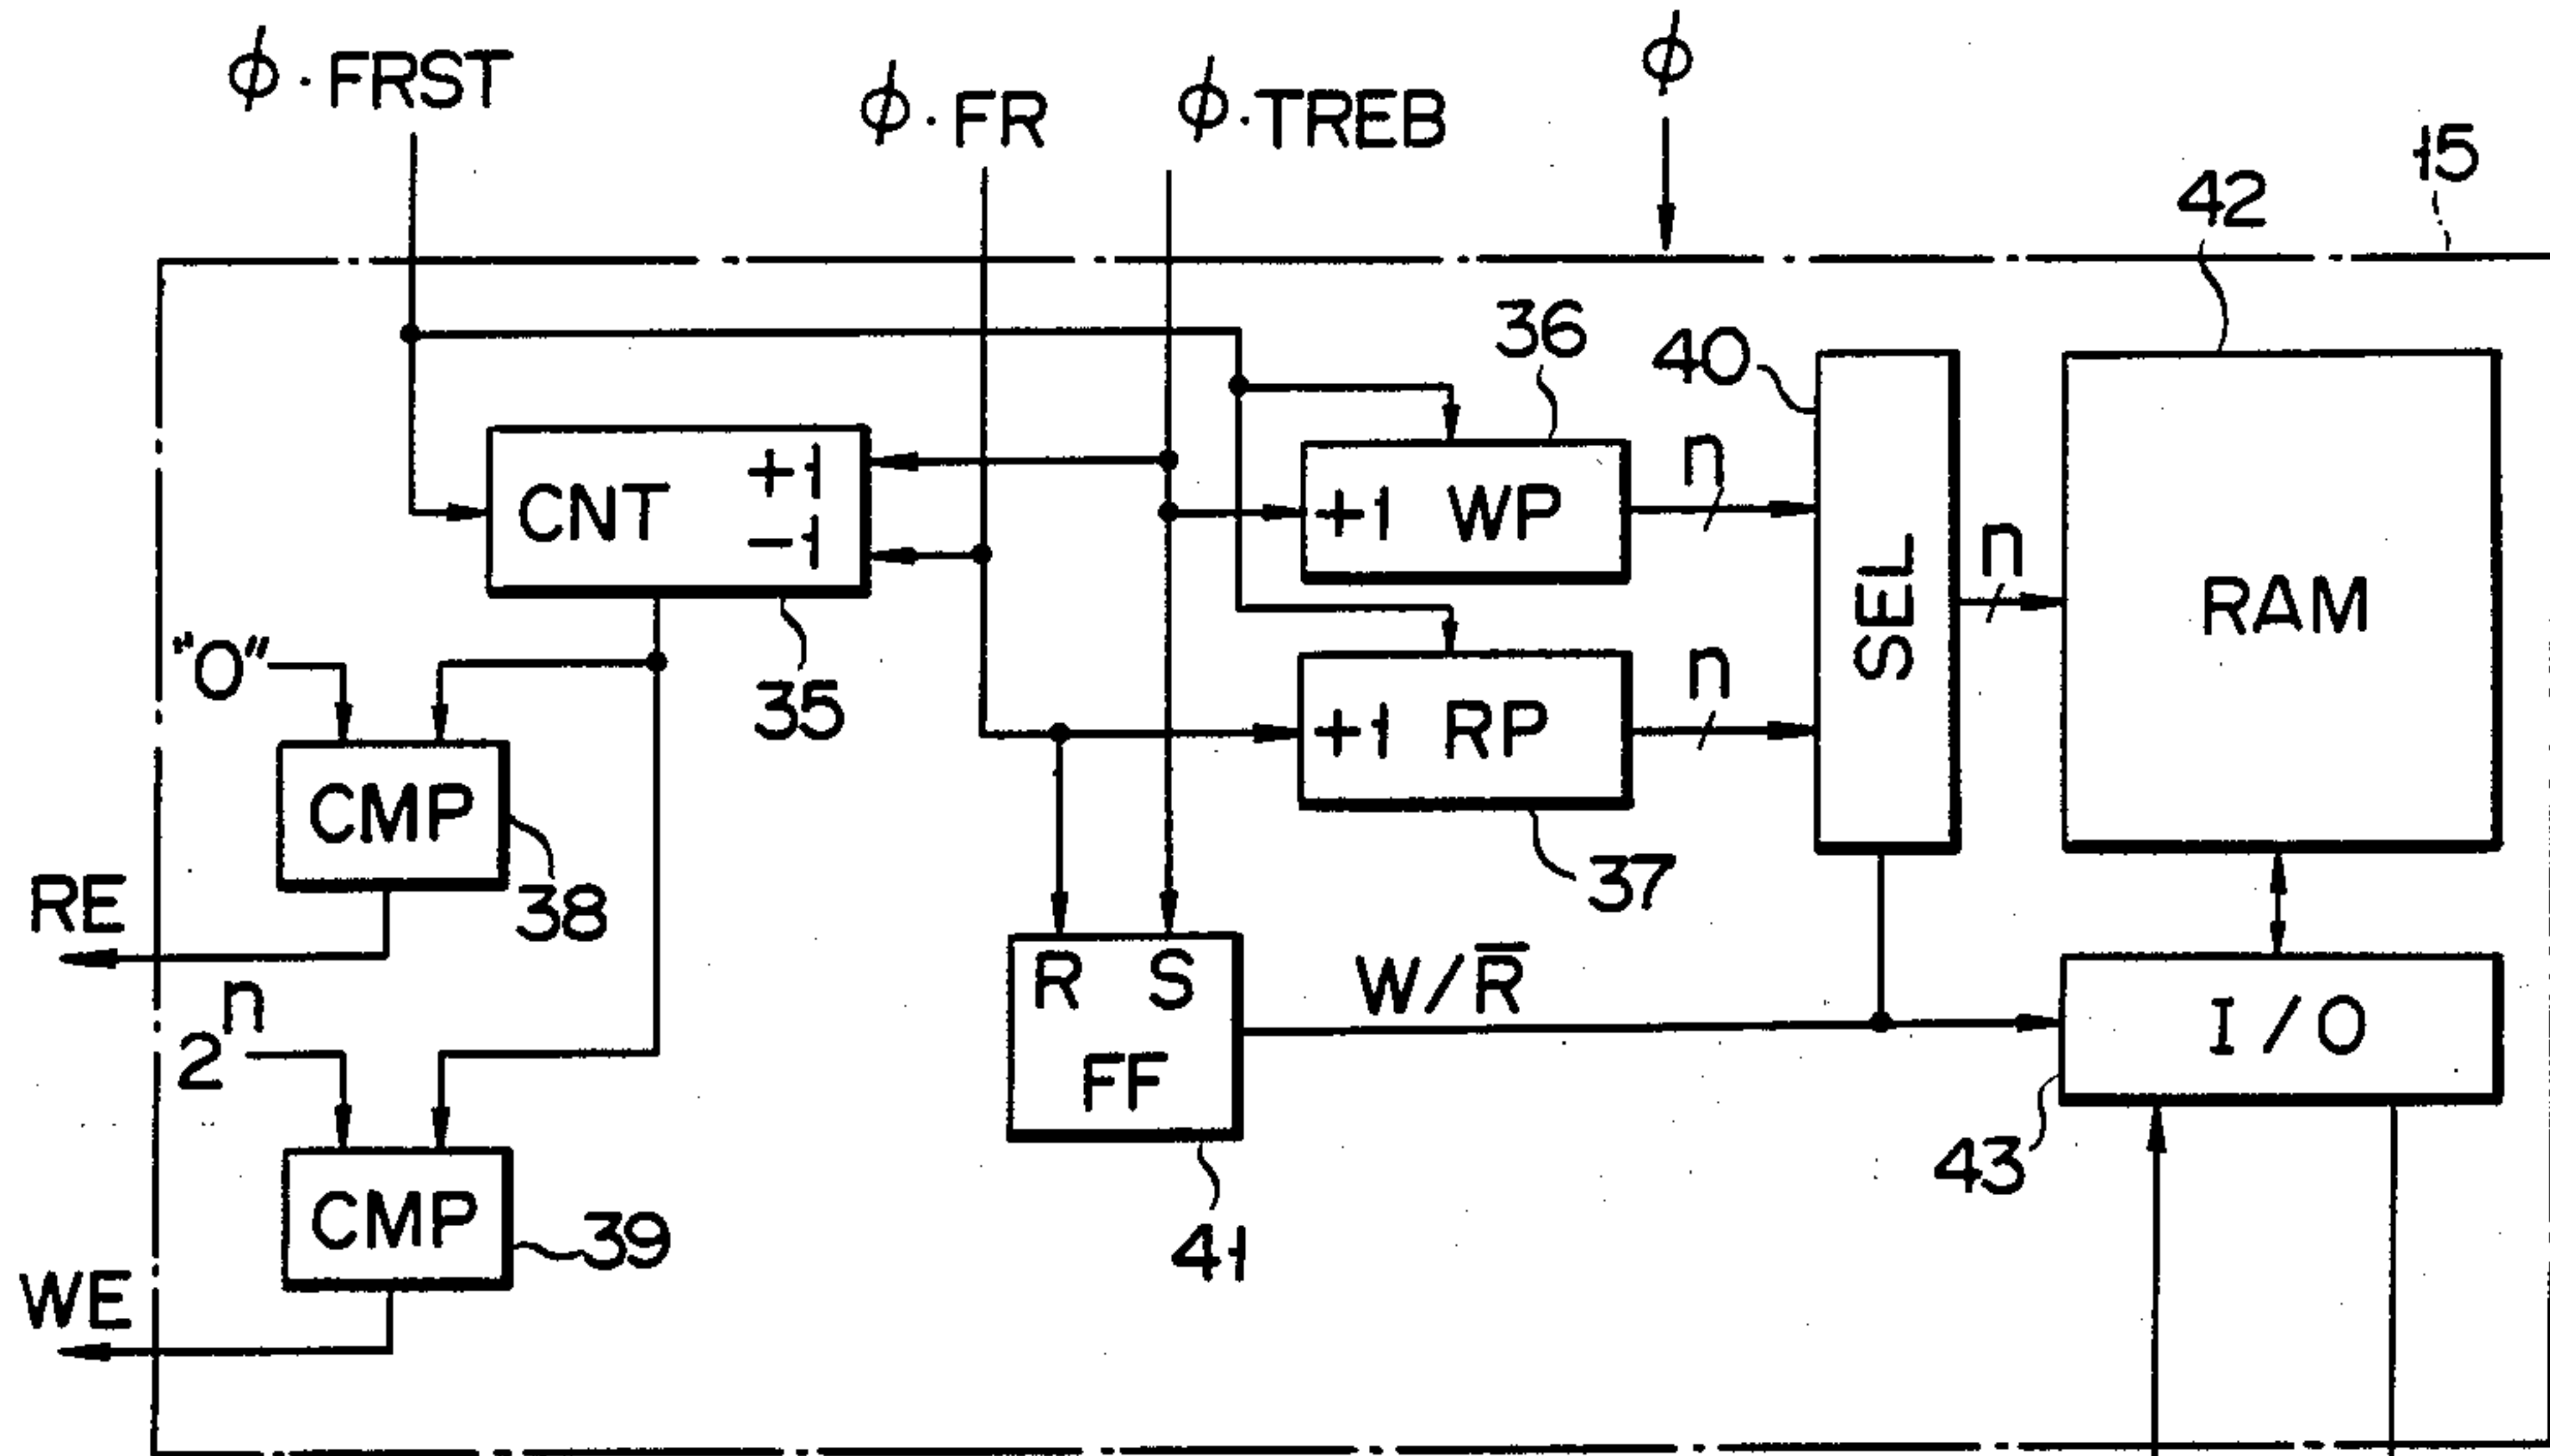 ϕ·FRST
ϕ·FR
ϕ·TREB
ϕ
15
42
36
40
CNT +1 -1
+1 WP
n
SEL
n
RAM
"0"
35
+1 RP
n
CMP
38
37
RE
R S
FF
W/R̅
I/O
2ⁿ
43
CMP
39
41
WE